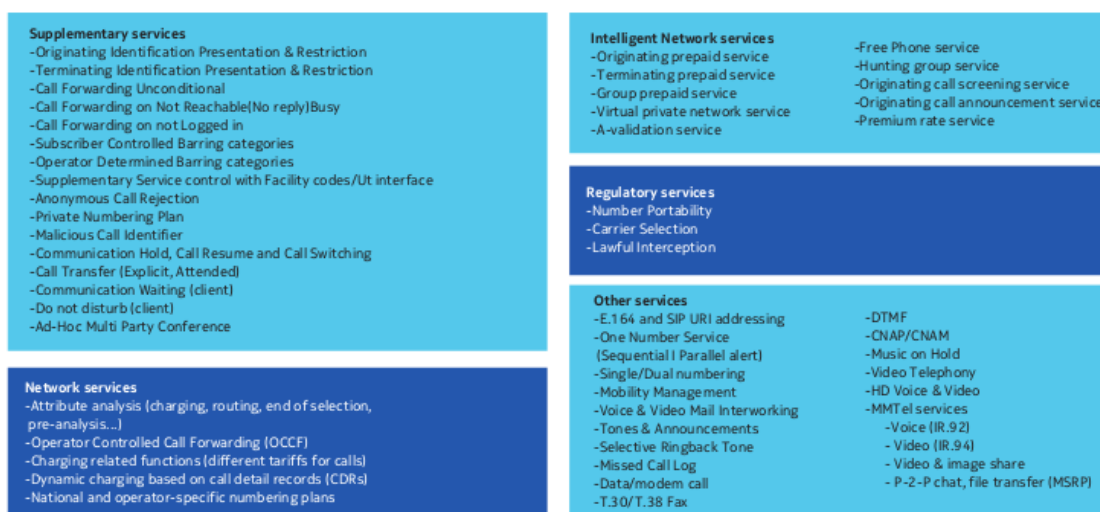 Supplementary services
-Originating Identification Presentation & Restriction
-Terminating Identification Presentation & Restriction
-Call Forwarding Unconditional
-Call Forwarding on Not Reachable(No reply)Busy
-Call Forwarding on not Logged in
-Subscriber Controlled Barring categories
-Operator Determined Barring categories
-Supplementary Service control with Facility codes/Ut interface
-Anonymous Call Rejection
-Private Numbering Plan
-Malicious Call Identifier
-Communication Hold, Call Resume and Call Switching
-Call Transfer (Explicit, Attended)
-Communication Waiting (client)
-Do not disturb (client)
-Ad-Hoc Multi Party Conference
Network services
-Attribute analysis (charging, routing, end of selection,
pre-analysis...)
-Operator Controlled Call Forwarding (OCCF)
-Charging related functions (different tariffs for calls)
-Dynamic charging based on call detail records (CDRs)
-National and operator-specific numbering plans
Intelligent Network services
-Originating prepaid service
-Terminating prepaid service
-Group prepaid service
-Virtual private network service
-A-validation service
-Free Phone service
-Hunting group service
-Originating call screening service
-Originating call announcement service
-Premium rate service
Regulatory services
-Number Portability
-Carrier Selection
-Lawful Interception
Other services
-E.164 and SIP URI addressing
-One Number Service
(Sequential l Parallel alert)
-Single/Dual numbering
-Mobility Management
-Voice & Video Mail Interworking
-Tones & Announcements
-Selective Ringback Tone
-Missed Call Log
-Data/modem call
-T.30/T.38 Fax
-DTMF
-CNAP/CNAM
-Music on Hold
-Video Telephony
-HD Voice & Video
-MMTel services
-Voice (IR.92)
-Video (IR.94)
-Video & image share
-P-2-P chat, file transfer (MSRP)